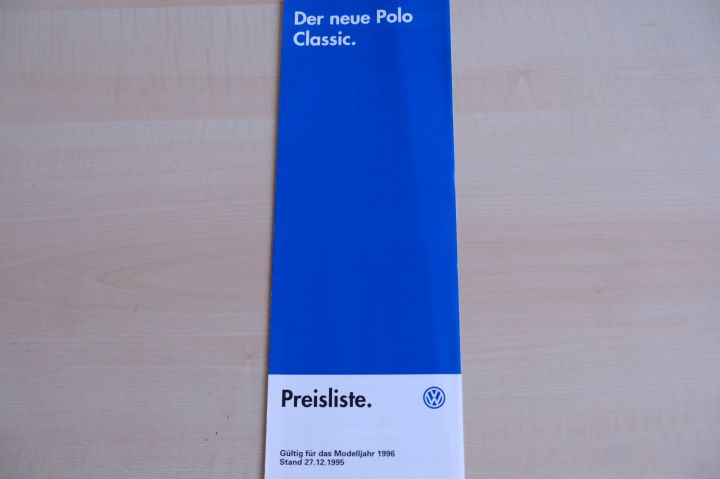 Der neue Polo
Classic.
Preisliste.
Gültig für das Modelljahr 1996
Stand 27.12.1995